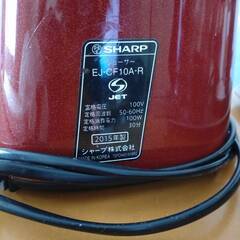 SHARP
ジューサー
EJ-CF10A-R
S
JET
定格電圧 100V
定格周波数 50-60Hz
定格消費電力 100W
定格時間 30分
2015年製
シャープ株式会社
MADE IN KOREA